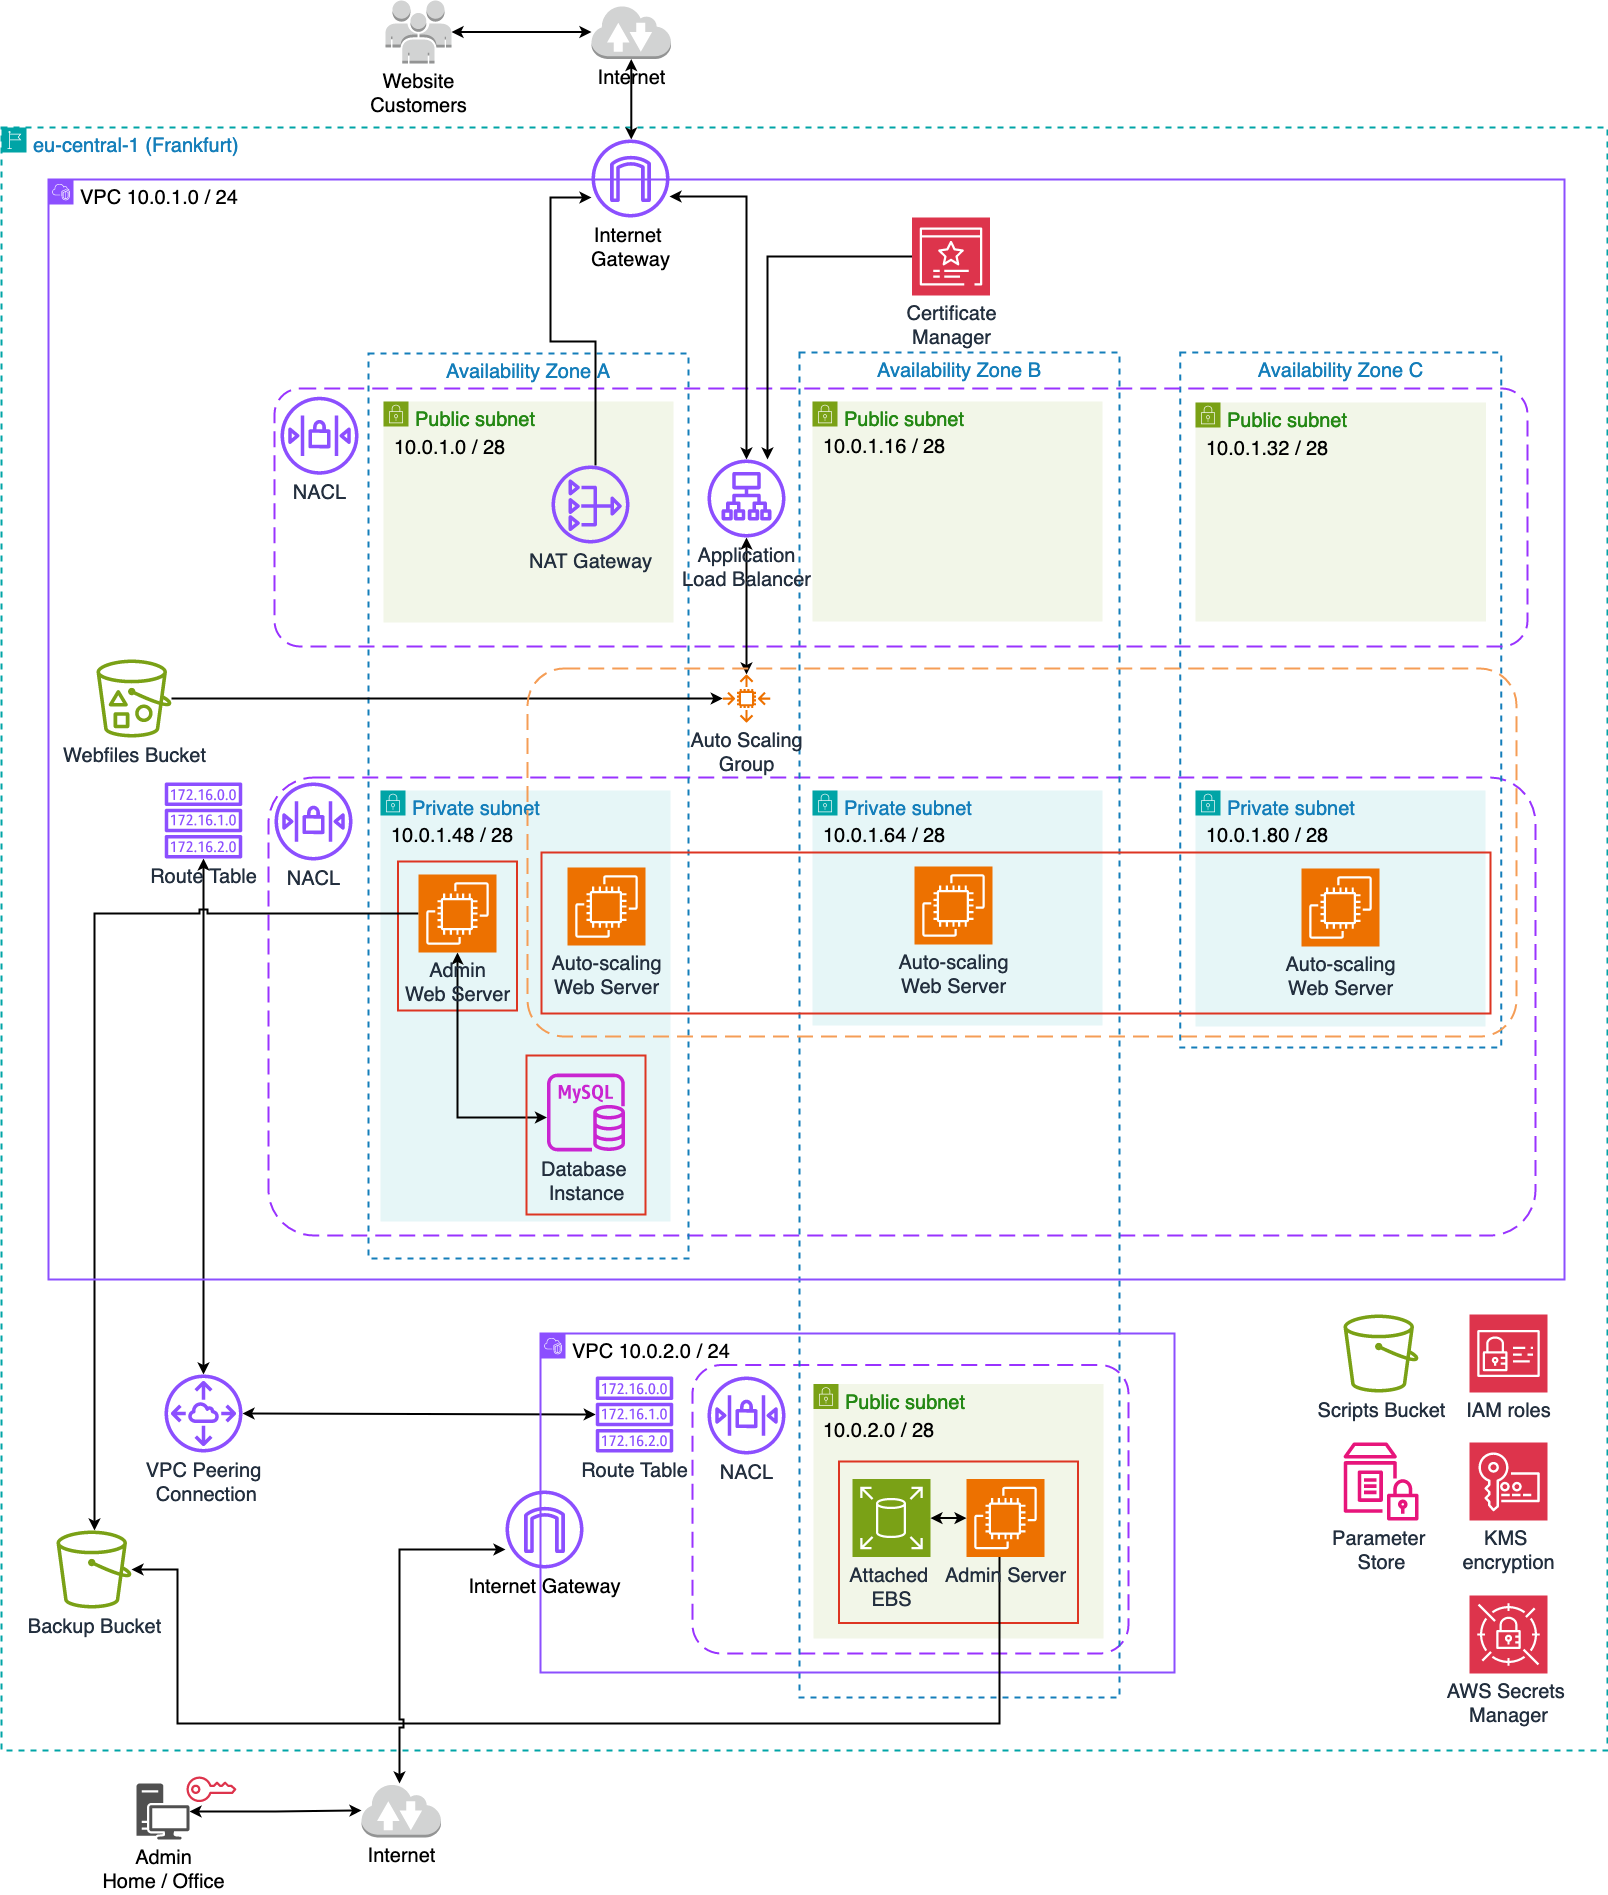 Website
Customers
Internet
eu-central-1 (Frankfurt)
VPC 10.0.1.0 / 24
Internet
Gateway
Certificate
Manager
Availability Zone A
Availability Zone B
Availability Zone C
NACL
Public subnet
10.0.1.0 / 28
Public subnet
10.0.1.16 / 28
Public subnet
10.0.1.32 / 28
NAT Gateway
Application
Load Balancer
Webfiles Bucket
Auto Scaling
Group
172.16.0.0
172.16.1.0
172.16.2.0
Route Table
NACL
Private subnet
10.0.1.48 / 28
Private subnet
10.0.1.64 / 28
Private subnet
10.0.1.80 / 28
Admin
Web Server
Auto-scaling
Web Server
Auto-scaling
Web Server
Auto-scaling
Web Server
MySQL
Database
Instance
VPC 10.0.2.0 / 24
VPC Peering
Connection
172.16.0.0
172.16.1.0
172.16.2.0
Route Table
NACL
Public subnet
10.0.2.0 / 28
Attached
EBS
Admin Server
Internet Gateway
Backup Bucket
Scripts Bucket
IAM roles
Parameter
Store
KMS
encryption
AWS Secrets
Manager
Admin
Home / Office
Internet